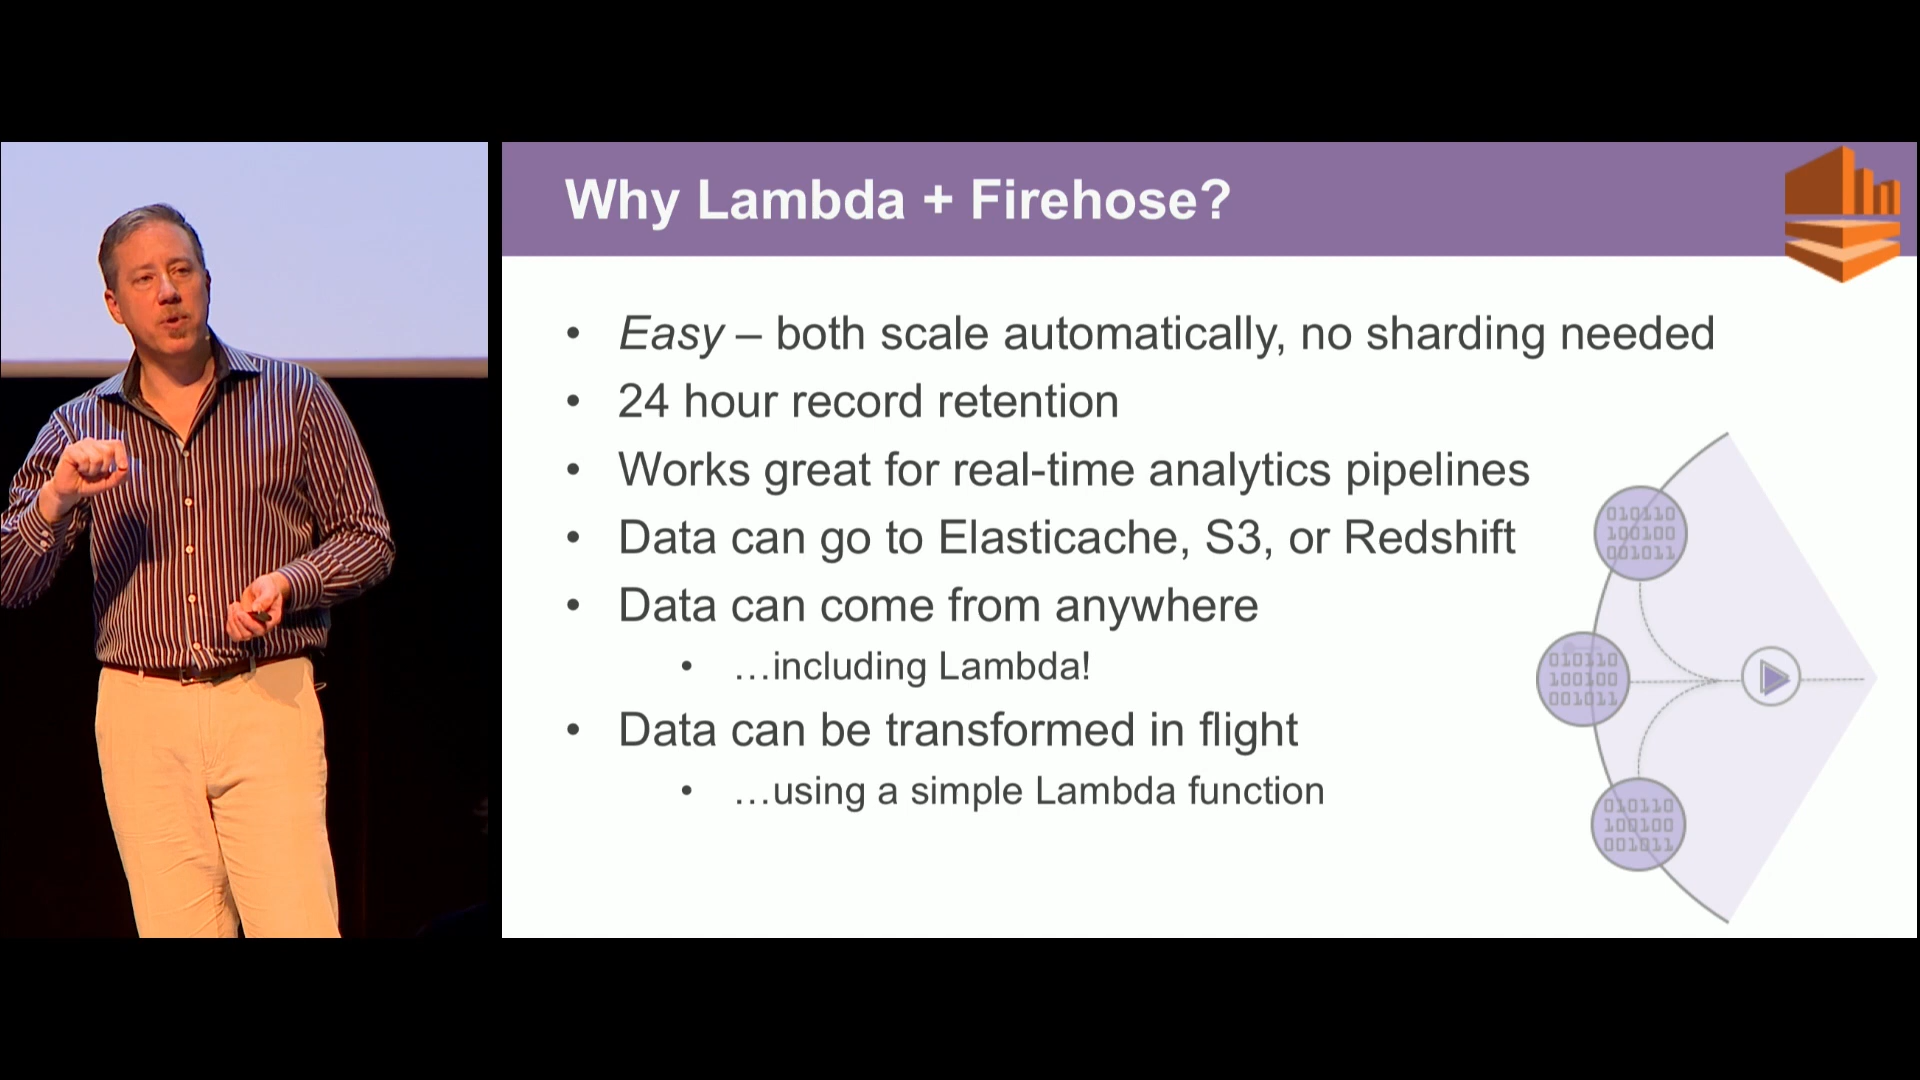 Why Lambda + Firehose?
• Easy – both scale automatically, no sharding needed
• 24 hour record retention
• Works great for real-time analytics pipelines
• Data can go to Elasticache, S3, or Redshift
• Data can come from anywhere
• …including Lambda!
• Data can be transformed in flight
• …using a simple Lambda function
010110
100100
001011
010110
100100
001011
010110
100100
001011